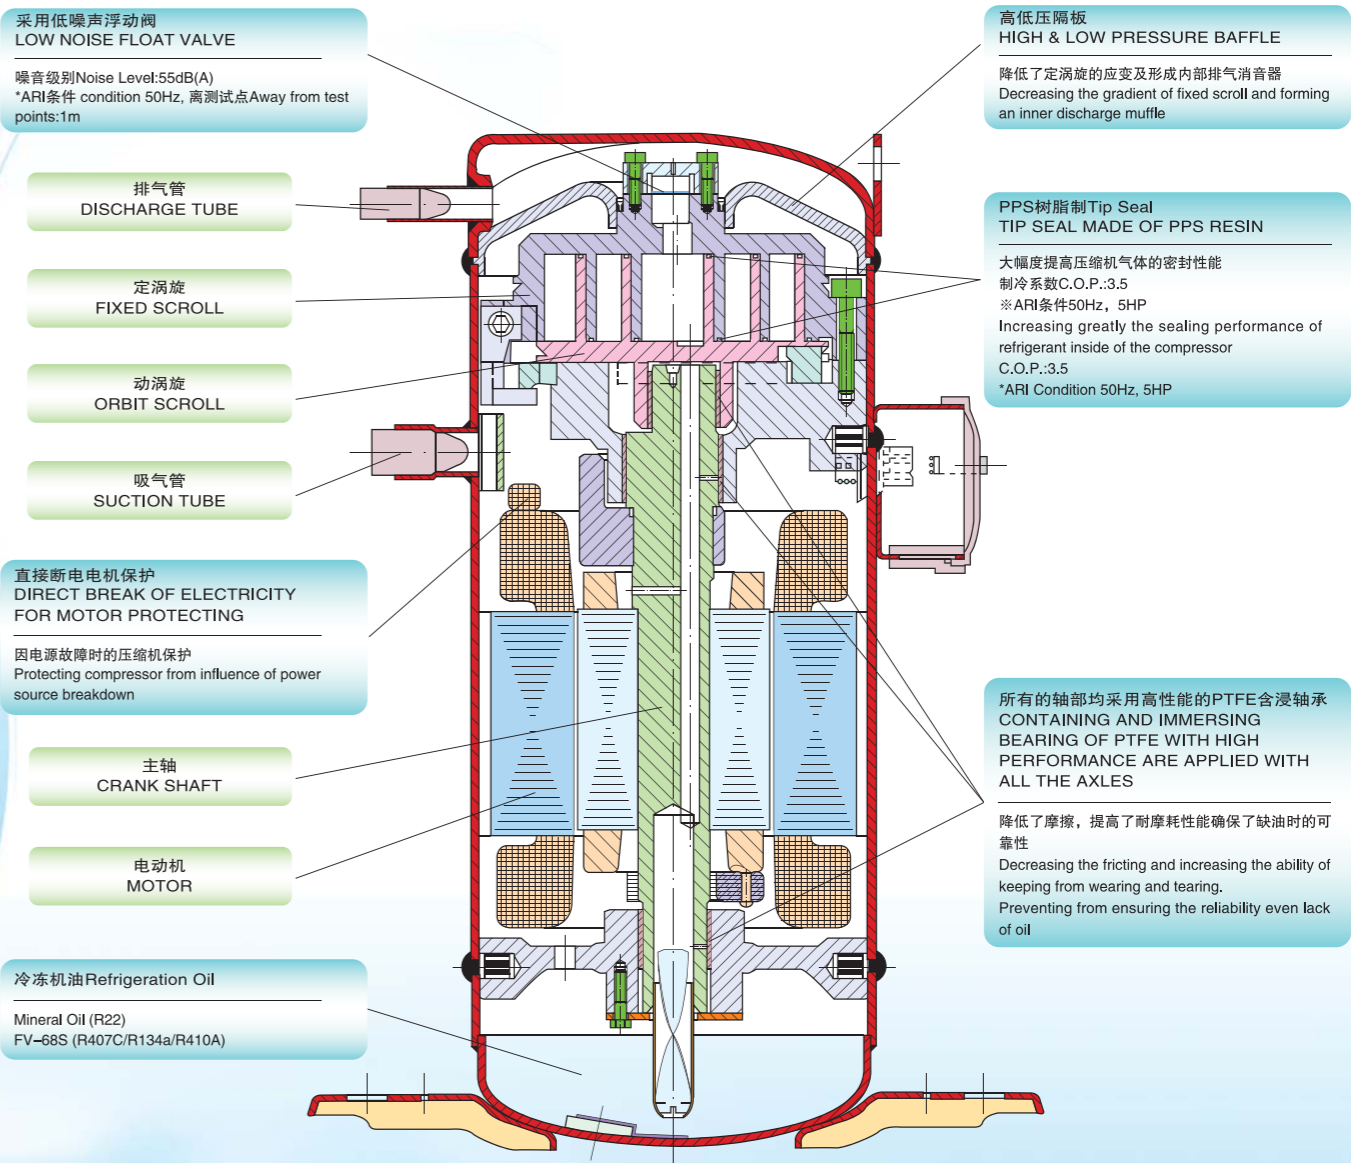 采用低噪声浮动阀
LOW NOISE FLOAT VALVE
噪音级别Noise Level:55dB(A)
*ARI条件 condition 50Hz, 离测试点Away from test
points:1m
排气管
DISCHARGE TUBE
定涡旋
FIXED SCROLL
动涡旋
ORBIT SCROLL
吸气管
SUCTION TUBE
直接断电电机保护
DIRECT BREAK OF ELECTRICITY
FOR MOTOR PROTECTING
因电源故障时的压缩机保护
Protecting compressor from influence of power
source breakdown
主轴
CRANK SHAFT
电动机
MOTOR
冷冻机油Refrigeration Oil
Mineral Oil (R22)
FV–68S (R407C/R134a/R410A)
高低压隔板
HIGH & LOW PRESSURE BAFFLE
降低了定涡旋的应变及形成内部排气消音器
Decreasing the gradient of fixed scroll and forming
an inner discharge muffle
PPS树脂制Tip Seal
TIP SEAL MADE OF PPS RESIN
大幅度提高压缩机气体的密封性能
制冷系数C.O.P.:3.5
※ARI条件50Hz，5HP
Increasing greatly the sealing performance of
refrigerant inside of the compressor
C.O.P.:3.5
*ARI Condition 50Hz, 5HP
所有的轴部均采用高性能的PTFE含浸轴承
CONTAINING AND IMMERSING
BEARING OF PTFE WITH HIGH
PERFORMANCE ARE APPLIED WITH
ALL THE AXLES
降低了摩擦，提高了耐摩耗性能确保了缺油时的可
靠性
Decreasing the fricting and increasing the ability of
keeping from wearing and tearing.
Preventing from ensuring the reliability even lack
of oil